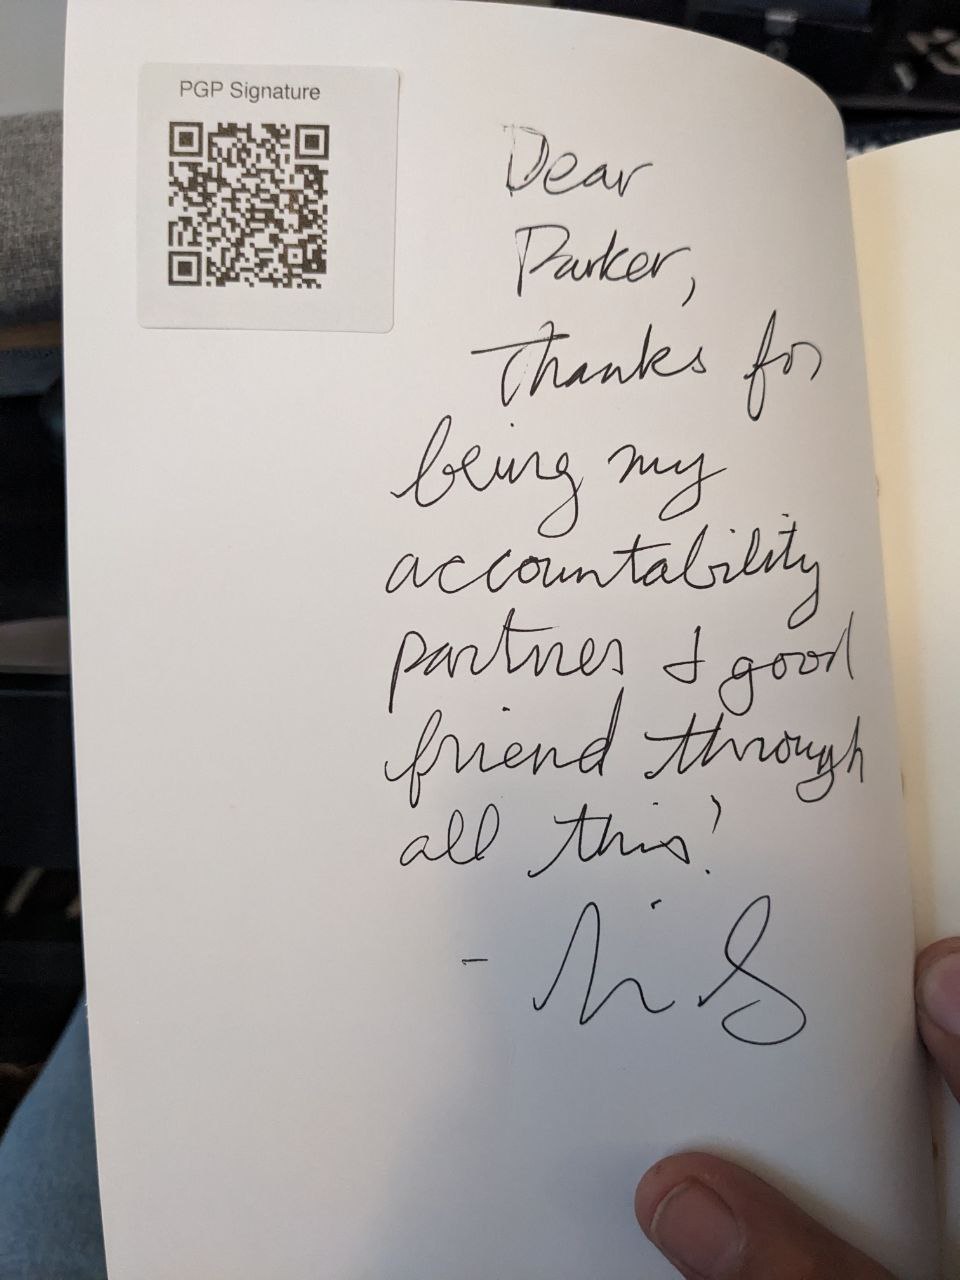 PGP Signature
Dear
Parker,
Thanks for
being my
accountability
partner & good
friend through
all this!
-